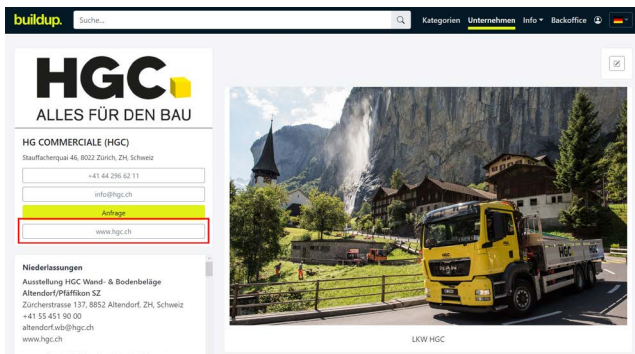 buildup.
Suche...
Kategorien Unternehmen Info Backoffice
HGC
ALLES FÜR DEN BAU
HG COMMERCIALE (HGC)
Stauffacherquai 46, 8022 Zürich, ZH, Schweiz
+41 44 296 62 11
info@hgc.ch
Anfrage
www.hgc.ch
Niederlassungen
Ausstellung HGC Wand- & Bodenbeläge
Altendorf/Pfäffikon SZ
Zürcherstrasse 137, 8852 Altendorf, ZH, Schweiz
+41 55 451 90 00
altendorf.wb@hgc.ch
www.hgc.ch
HGC
MAN
HGC
LKW HGC